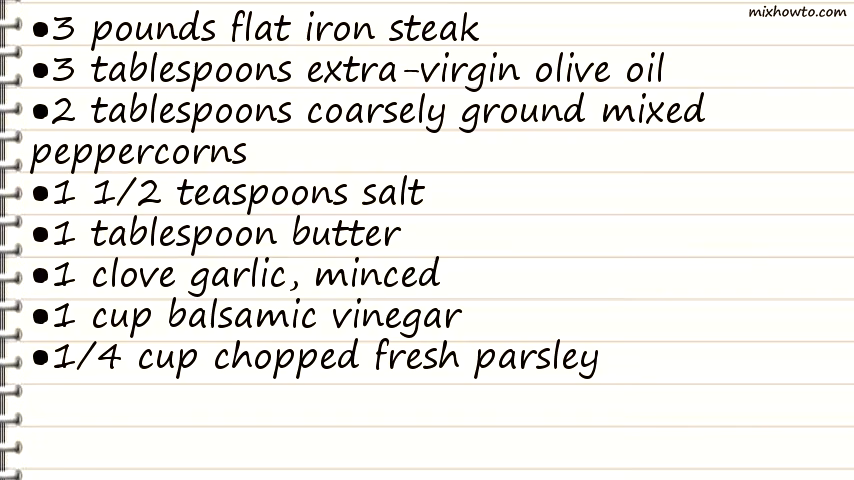 mixhowto.com
●3 pounds flat iron steak
●3 tablespoons extra-virgin olive oil
●2 tablespoons coarsely ground mixed
peppercorns
●1 1/2 teaspoons salt
●1 tablespoon butter
●1 clove garlic, minced
●1 cup balsamic vinegar
●1/4 cup chopped fresh parsley